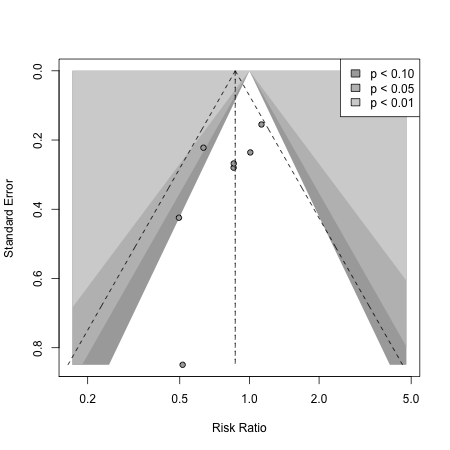 p < 0.10
p < 0.05
p < 0.01
0.0
0.2
0.4
0.6
0.8
Standard Error
0.2 0.5 1.0 2.0 5.0
Risk Ratio